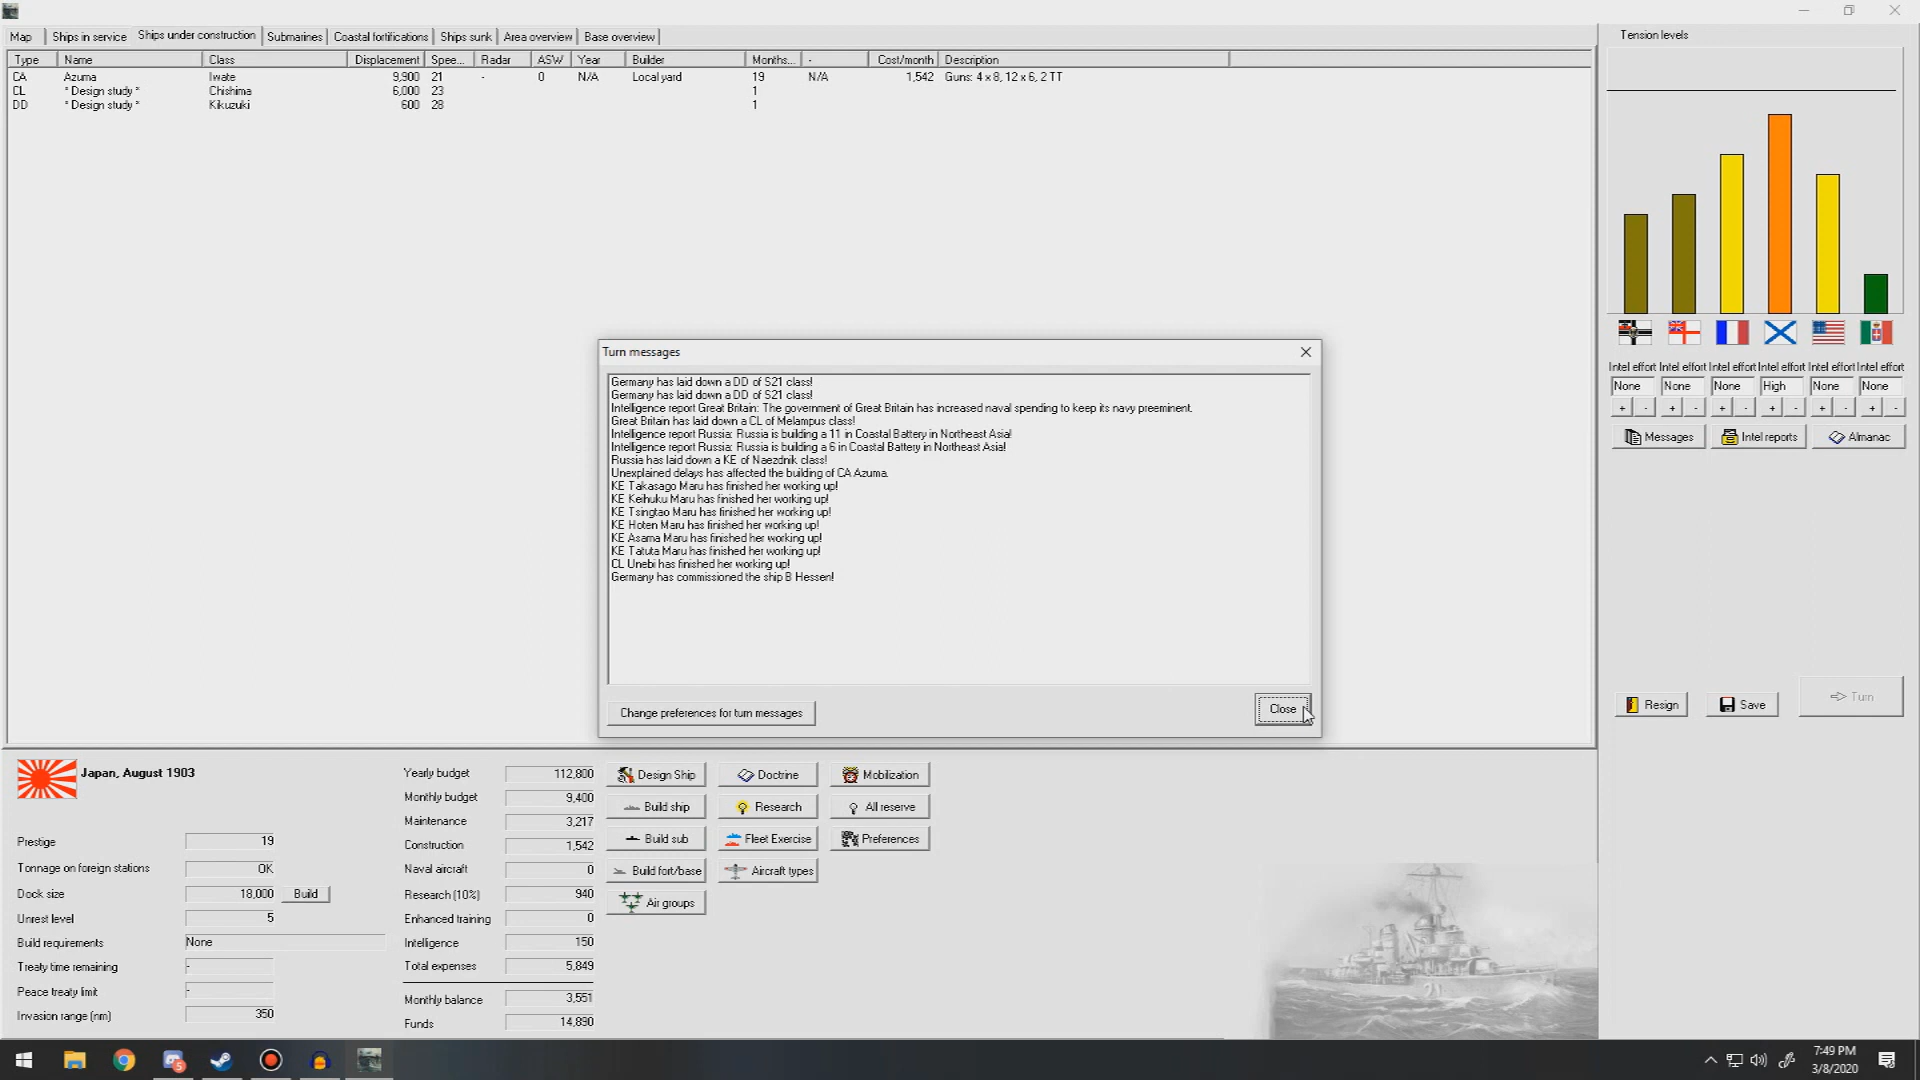 Map Ships in service Ships under construction Submarines Coastal fortifications Ships sunk Area overview Base overview
Type Name Class Displacement Spee... Radar ASW Year Builder Months... - Cost/month Description
CA Azuma Iwate 9,900 21 - 0 N/A Local yard 19 N/A 1,542 Guns: 4 x 8, 12 x 6, 2 TT
CL * Design study * Chishima 6,000 23 1
DD * Design study * Kikuzuki 600 28 1
Tension levels
Intel effort Intel effort Intel effort Intel effort Intel effort Intel effort
None None None High None None
+ - + - + - + - + - + -
Messages Intel reports Almanac
Turn messages
Germany has laid down a DD of S21 class!
Germany has laid down a DD of S21 class!
Intelligence report Great Britain: The government of Great Britain has increased naval spending to keep its navy preeminent.
Great Britain has laid down a CL of Melampus class!
Intelligence report Russia: Russia is building a 11 in Coastal Battery in Northeast Asia!
Intelligence report Russia: Russia is building a 6 in Coastal Battery in Northeast Asia!
Russia has laid down a KE of Naezdnik class!
Unexplained delays has affected the building of CA Azuma.
KE Takasago Maru has finished her working up!
KE Keihuku Maru has finished her working up!
KE Tsingtao Maru has finished her working up!
KE Hoten Maru has finished her working up!
KE Asama Maru has finished her working up!
KE Tatuta Maru has finished her working up!
CL Unebi has finished her working up!
Germany has commissioned the ship B Hessen!
Change preferences for turn messages Close
Resign Save Turn
Japan, August 1903
Prestige 19
Tonnage on foreign stations OK
Dock size 18,000 Build
Unrest level 5
Build requirements None
Treaty time remaining -
Peace treaty limit -
Invasion range (nm) 350
Yearly budget 112,800
Monthly budget 9,400
Maintenance 3,217
Construction 1,542
Naval aircraft 0
Research (10%) 940
Enhanced training 0
Intelligence 150
Total expenses 5,849
Monthly balance 3,551
Funds 14,890
Design Ship Doctrine Mobilization
Build ship Research All reserve
Build sub Fleet Exercise Preferences
Build fort/base Aircraft types
Air groups
5
7:49 PM
3/8/2020